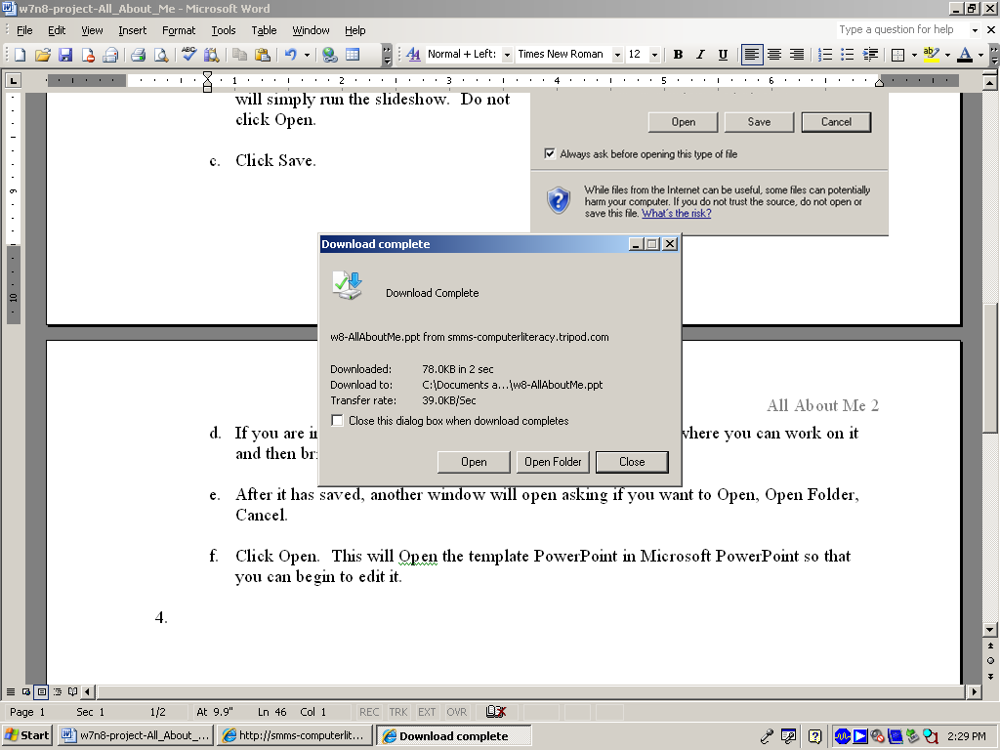 w7n8-project-All_About_Me - Microsoft Word
File Edit View Insert Format Tools Table Window Help
Type a question for help
Normal + Left: Times New Roman 12 B I U A
1 2 3 4 5 6
will simply run the slideshow. Do not
click Open.
c. Click Save.
Open Save Cancel
Always ask before opening this type of file
While files from the Internet can be useful, some files can potentially
harm your computer. If you do not trust the source, do not open or
save this file. What's the risk?
9
10
Download complete
Download Complete
w8-AllAboutMe.ppt from smms-computerliteracy.tripod.com
Downloaded: 78.0KB in 2 sec
Download to: C:\Documents a...\w8-AllAboutMe.ppt
Transfer rate: 39.0KB/Sec
Close this dialog box when download completes
Open Open Folder Close
All About Me 2
d. If you are where you can work on it
and then
e. After it has saved, another window will open asking if you want to Open, Open Folder,
Cancel.
f. Click Open. This will Open the template PowerPoint in Microsoft PowerPoint so that
you can begin to edit it.
4.
Page 1 Sec 1 1/2 At 9.9" Ln 46 Col 1 REC TRK EXT OVR
Start w7n8-project-All_About_... http://smms-computerlit... Download complete 2:29 PM